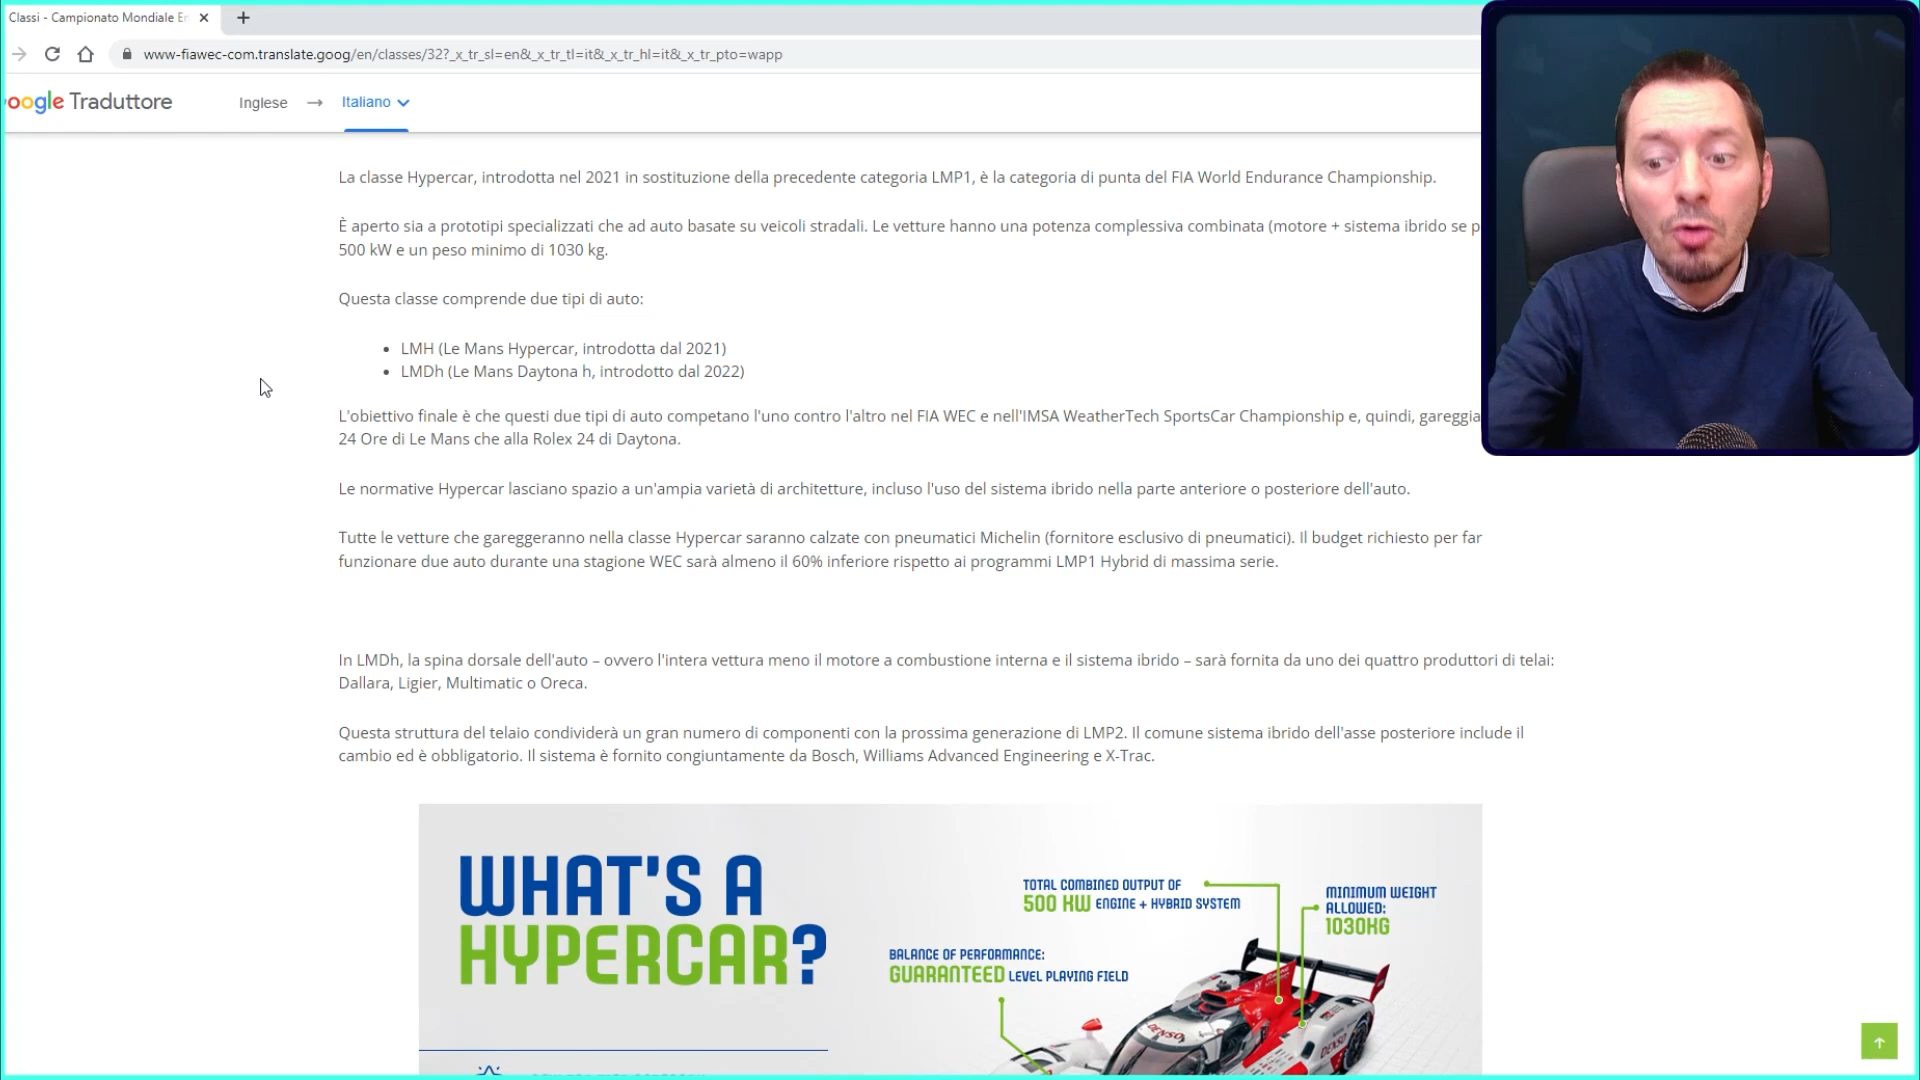 Classi - Campionato Mondiale En
www-fiawec-com.translate.goog/en/classes/32?_x_tr_sl=en&_x_tr_tl=it&_x_tr_hl=it&_x_tr_pto=wapp
oogle Traduttore Inglese → Italiano
La classe Hypercar, introdotta nel 2021 in sostituzione della precedente categoria LMP1, è la categoria di punta del FIA World Endurance Championship.
È aperto sia a prototipi specializzati che ad auto basate su veicoli stradali. Le vetture hanno una potenza complessiva combinata (motore + sistema ibrido se p
500 kW e un peso minimo di 1030 kg.
Questa classe comprende due tipi di auto:
• LMH (Le Mans Hypercar, introdotta dal 2021)
• LMDh (Le Mans Daytona h, introdotto dal 2022)
L'obiettivo finale è che questi due tipi di auto competano l'uno contro l'altro nel FIA WEC e nell'IMSA WeatherTech SportsCar Championship e, quindi, gareggia
24 Ore di Le Mans che alla Rolex 24 di Daytona.
Le normative Hypercar lasciano spazio a un'ampia varietà di architetture, incluso l'uso del sistema ibrido nella parte anteriore o posteriore dell'auto.
Tutte le vetture che gareggeranno nella classe Hypercar saranno calzate con pneumatici Michelin (fornitore esclusivo di pneumatici). Il budget richiesto per far
funzionare due auto durante una stagione WEC sarà almeno il 60% inferiore rispetto ai programmi LMP1 Hybrid di massima serie.
In LMDh, la spina dorsale dell'auto – ovvero l'intera vettura meno il motore a combustione interna e il sistema ibrido – sarà fornita da uno dei quattro produttori di telai:
Dallara, Ligier, Multimatic o Oreca.
Questa struttura del telaio condividerà un gran numero di componenti con la prossima generazione di LMP2. Il comune sistema ibrido dell'asse posteriore include il
cambio ed è obbligatorio. Il sistema è fornito congiuntamente da Bosch, Williams Advanced Engineering e X-Trac.
WHAT'S A
HYPERCAR?
TOTAL COMBINED OUTPUT OF
500 KW ENGINE + HYBRID SYSTEM
MINIMUM WEIGHT
ALLOWED:
1030KG
BALANCE OF PERFORMANCE:
GUARANTEED LEVEL PLAYING FIELD
DENSO
DENSO